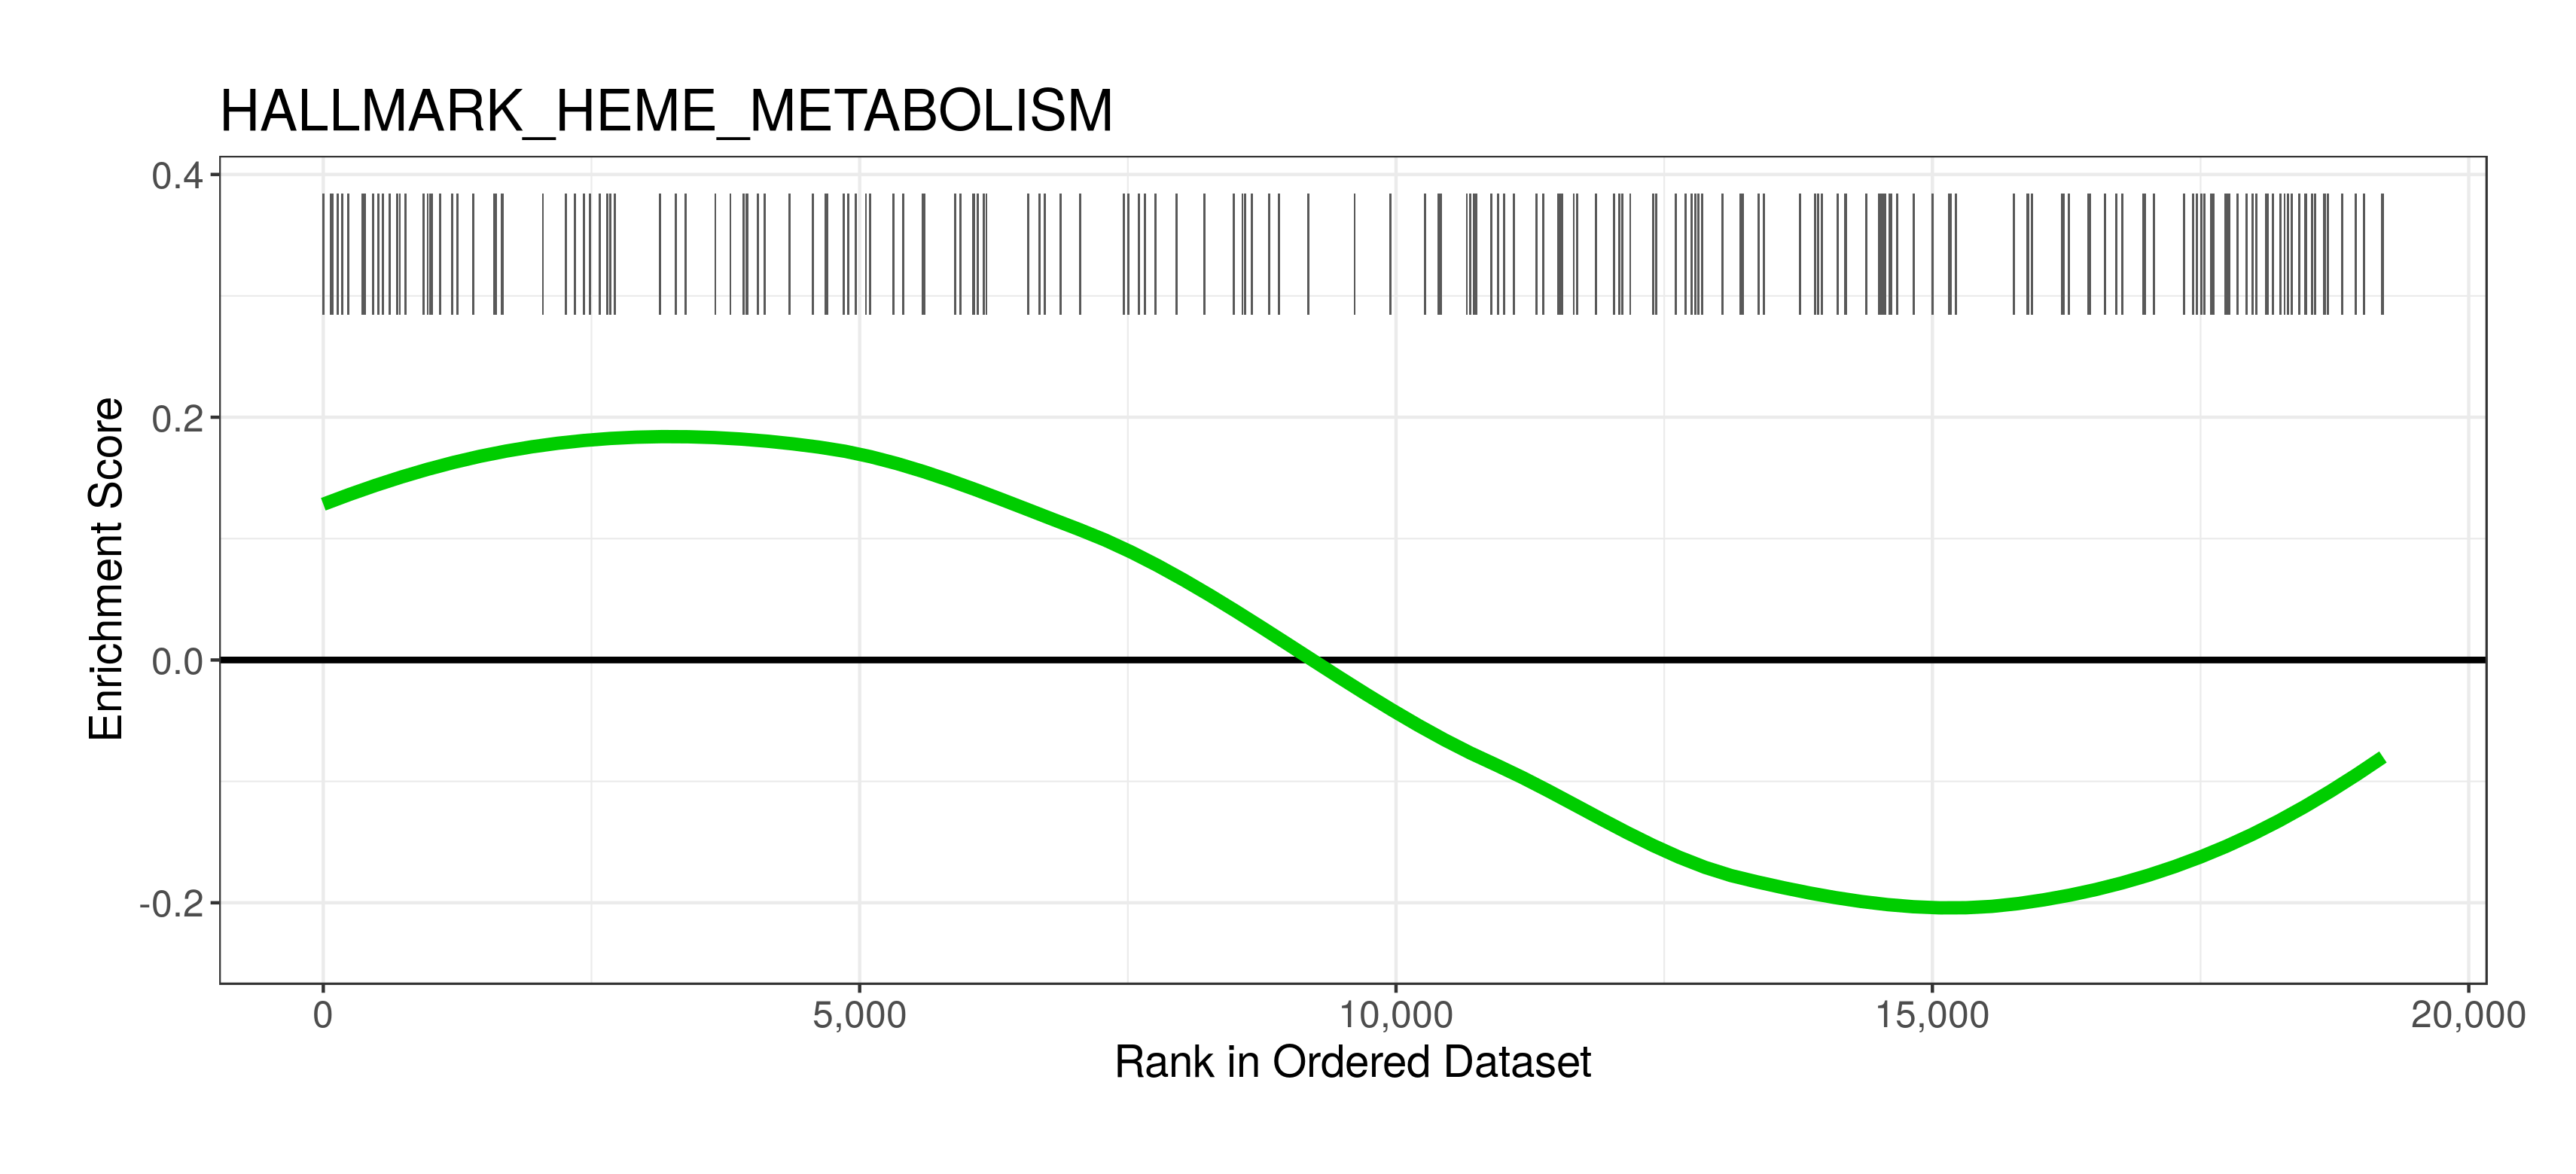 HALLMARK_HEME_METABOLISM
0.4
0.2
0.0
-0.2
Enrichment Score
0 5,000 10,000 15,000 20,000
Rank in Ordered Dataset